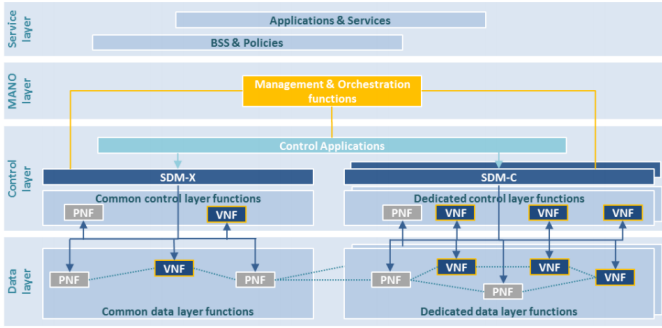 Service
layer
Applications & Services
BSS & Policies
MANO
layer
Management & Orchestration
functions
Control
layer
Control Applications
SDM-X
SDM-C
Common control layer functions
Dedicated control layer functions
PNF
VNF
PNF
VNF
VNF
VNF
Data
layer
PNF
VNF
PNF
PNF
VNF
PNF
VNF
VNF
Common data layer functions
Dedicated data layer functions